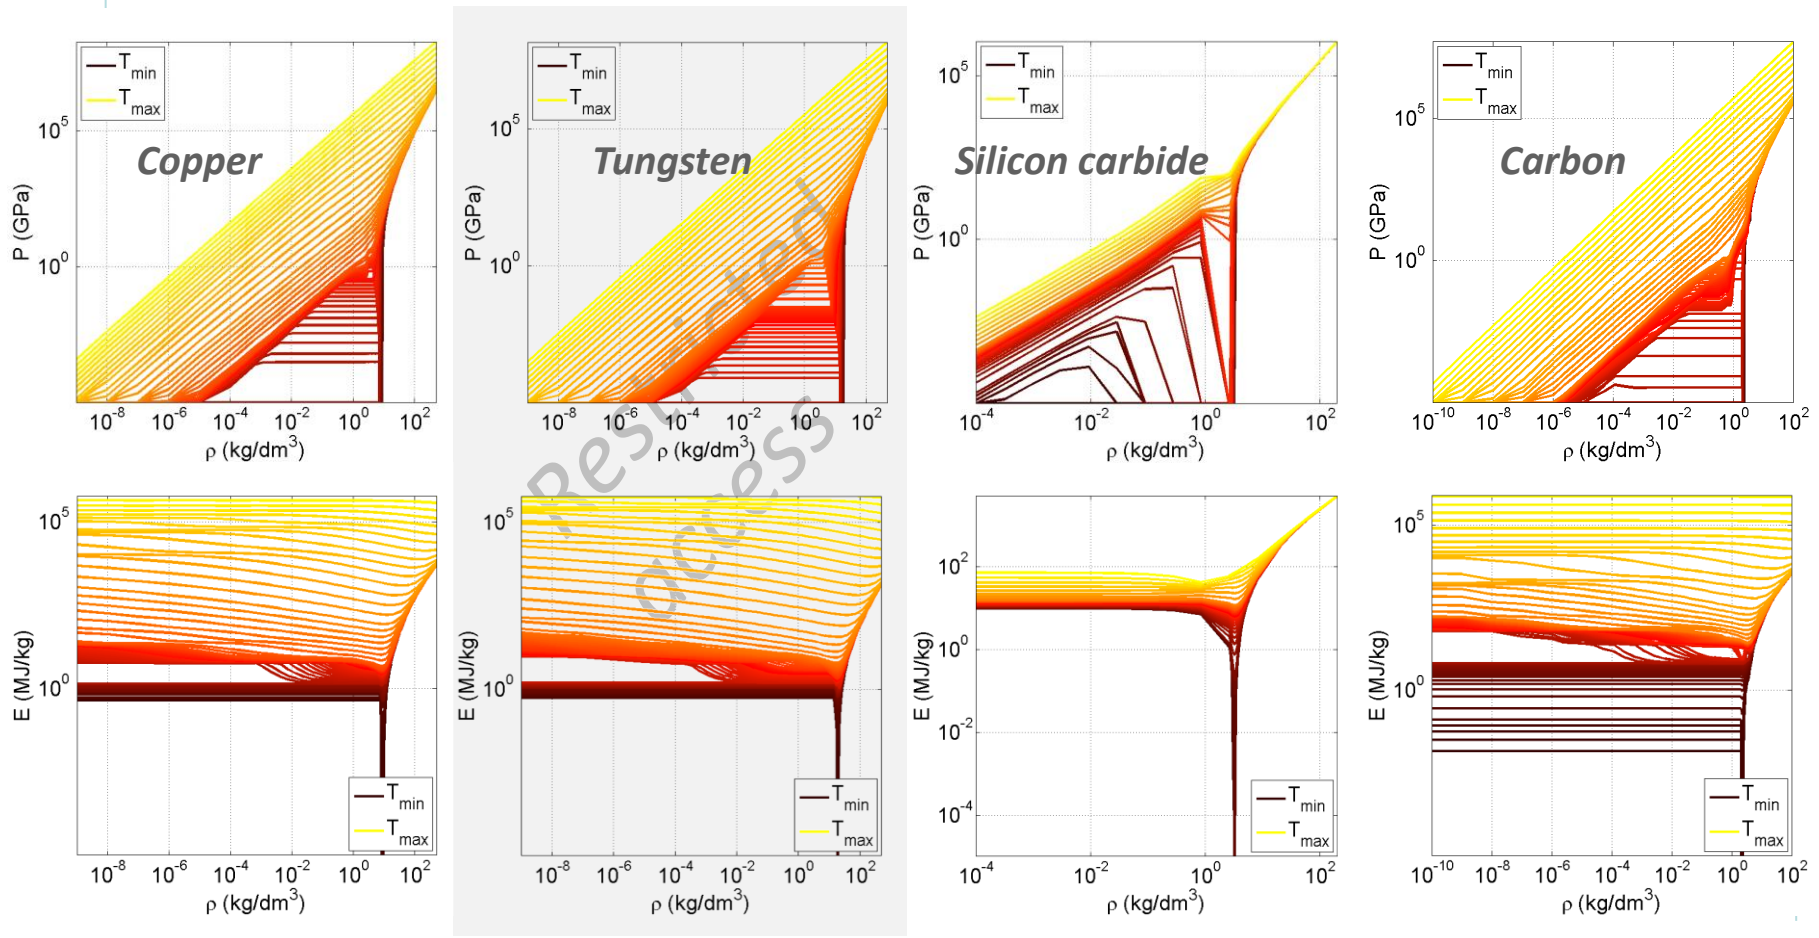 T_min
T_max
Copper
P (GPa)
10^5
10^0
10^-8 10^-6 10^-4 10^-2 10^0 10^2
ρ (kg/dm^3)
T_min
T_max
Tungsten
P (GPa)
10^5
10^0
10^-8 10^-6 10^-4 10^-2 10^0 10^2
ρ (kg/dm^3)
T_min
T_max
Silicon carbide
P (GPa)
10^5
10^0
10^-4 10^-2 10^0 10^2
ρ (kg/dm^3)
T_min
T_max
Carbon
P (GPa)
10^5
10^0
10^-10 10^-8 10^-6 10^-4 10^-2 10^0 10^2
ρ (kg/dm^3)
Restricted
access
E (MJ/kg)
10^5
10^0
T_min
T_max
10^-8 10^-6 10^-4 10^-2 10^0 10^2
ρ (kg/dm^3)
E (MJ/kg)
10^5
10^0
T_min
T_max
10^-8 10^-6 10^-4 10^-2 10^0 10^2
ρ (kg/dm^3)
E (MJ/kg)
10^2
10^0
10^-2
10^-4
T_min
T_max
10^-4 10^-2 10^0 10^2
ρ (kg/dm^3)
E (MJ/kg)
10^5
10^0
T_min
T_max
10^-10 10^-8 10^-6 10^-4 10^-2 10^0 10^2
ρ (kg/dm^3)